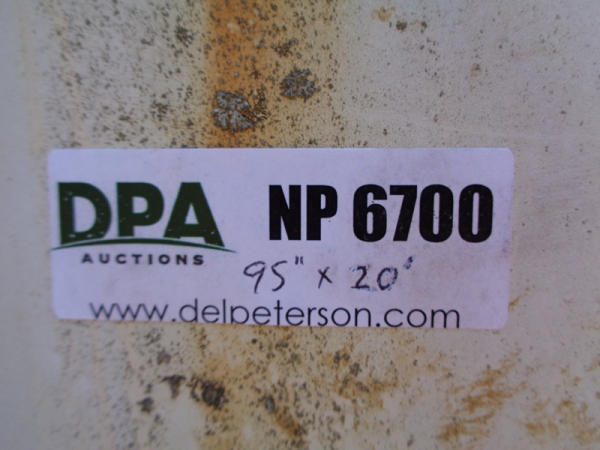 DPA NP 6700
AUCTIONS
95" x 20'
www.delpeterson.com